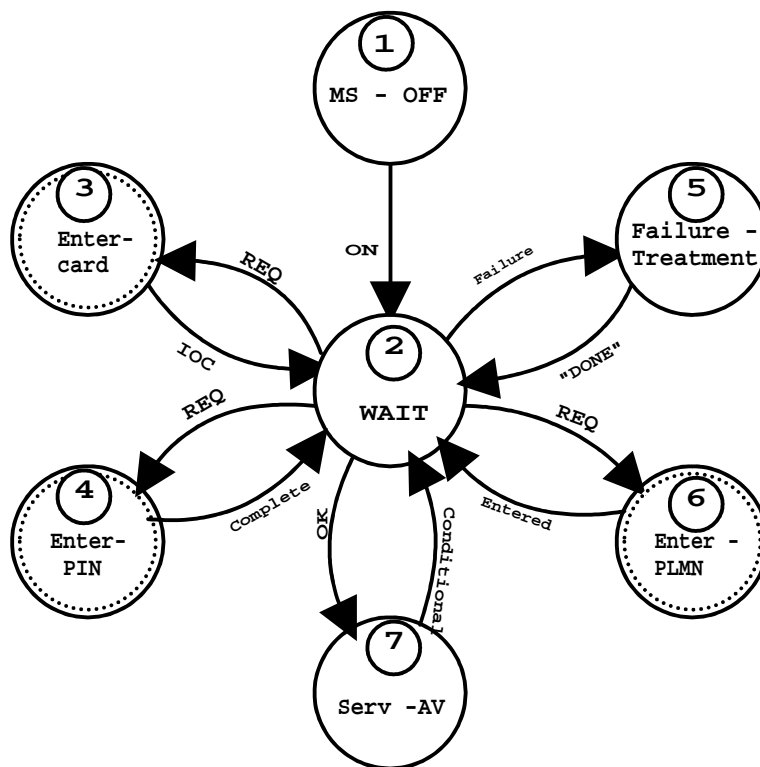 1
MS - OFF
3
Enter-
card
5
Failure -
Treatment
ON
REQ
Failure
IOC
2
WAIT
"DONE"
REQ
REQ
4
Enter-
PIN
Complete
OK
Conditional
Entered
6
Enter -
PLMN
7
Serv -AV